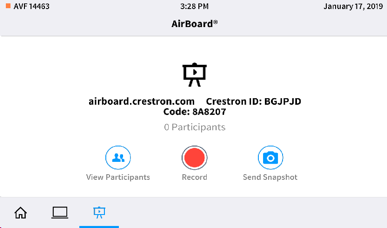 AVF 14463 3:28 PM January 17, 2019
AirBoard®
airboard.crestron.com Crestron ID: BGJPJD
Code: 8A8207
0 Participants
View Participants Record Send Snapshot